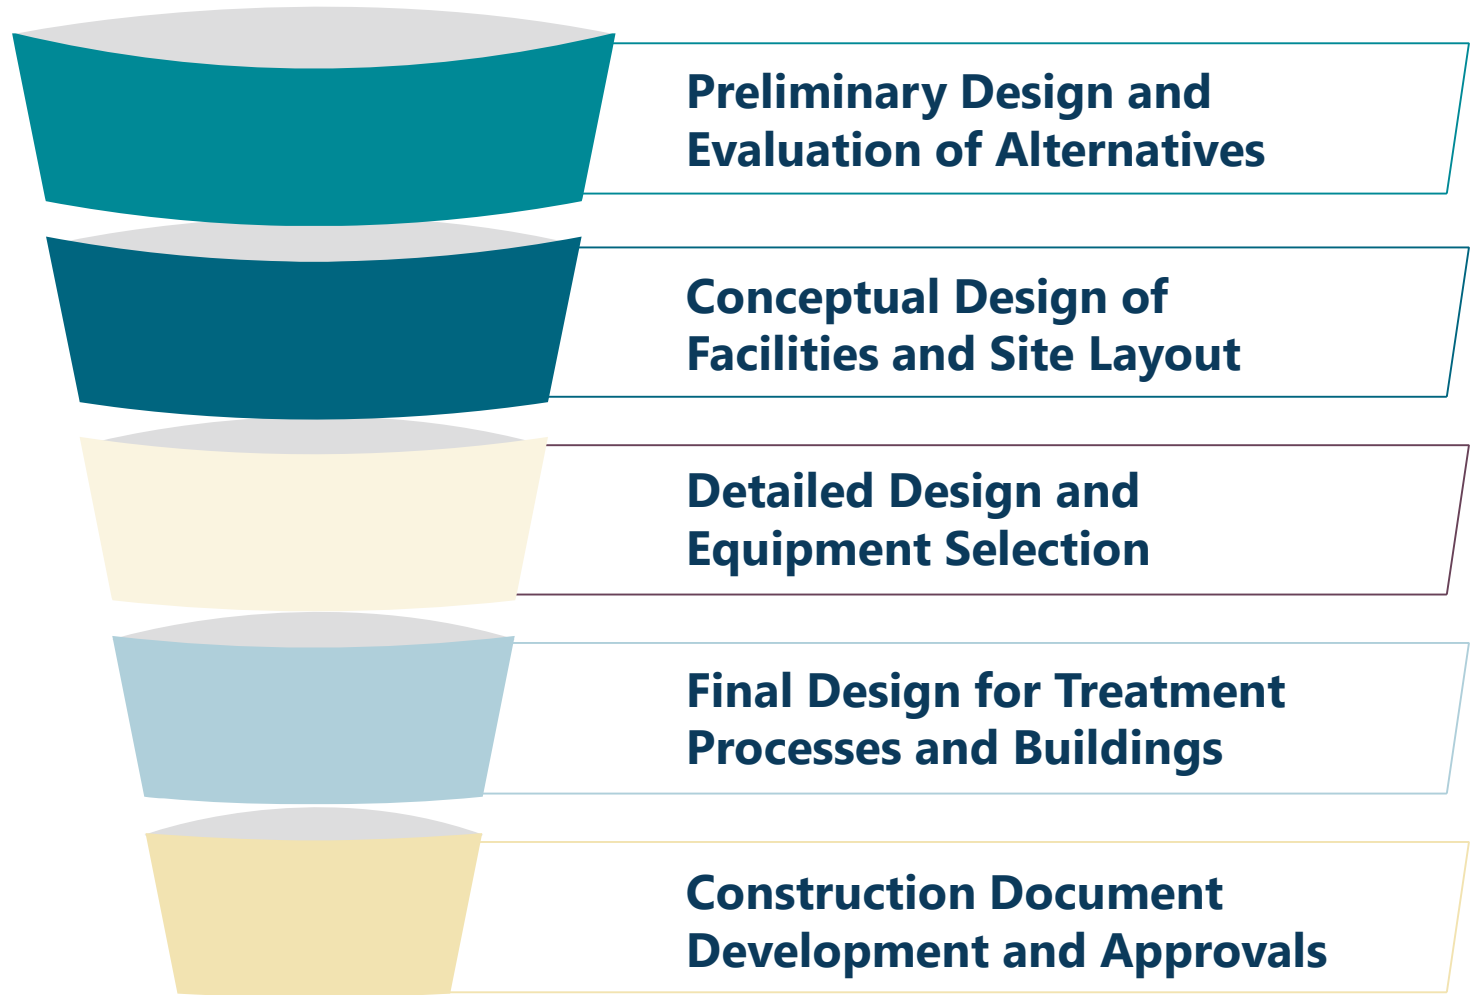 Preliminary Design and
Evaluation of Alternatives
Conceptual Design of
Facilities and Site Layout
Detailed Design and
Equipment Selection
Final Design for Treatment
Processes and Buildings
Construction Document
Development and Approvals